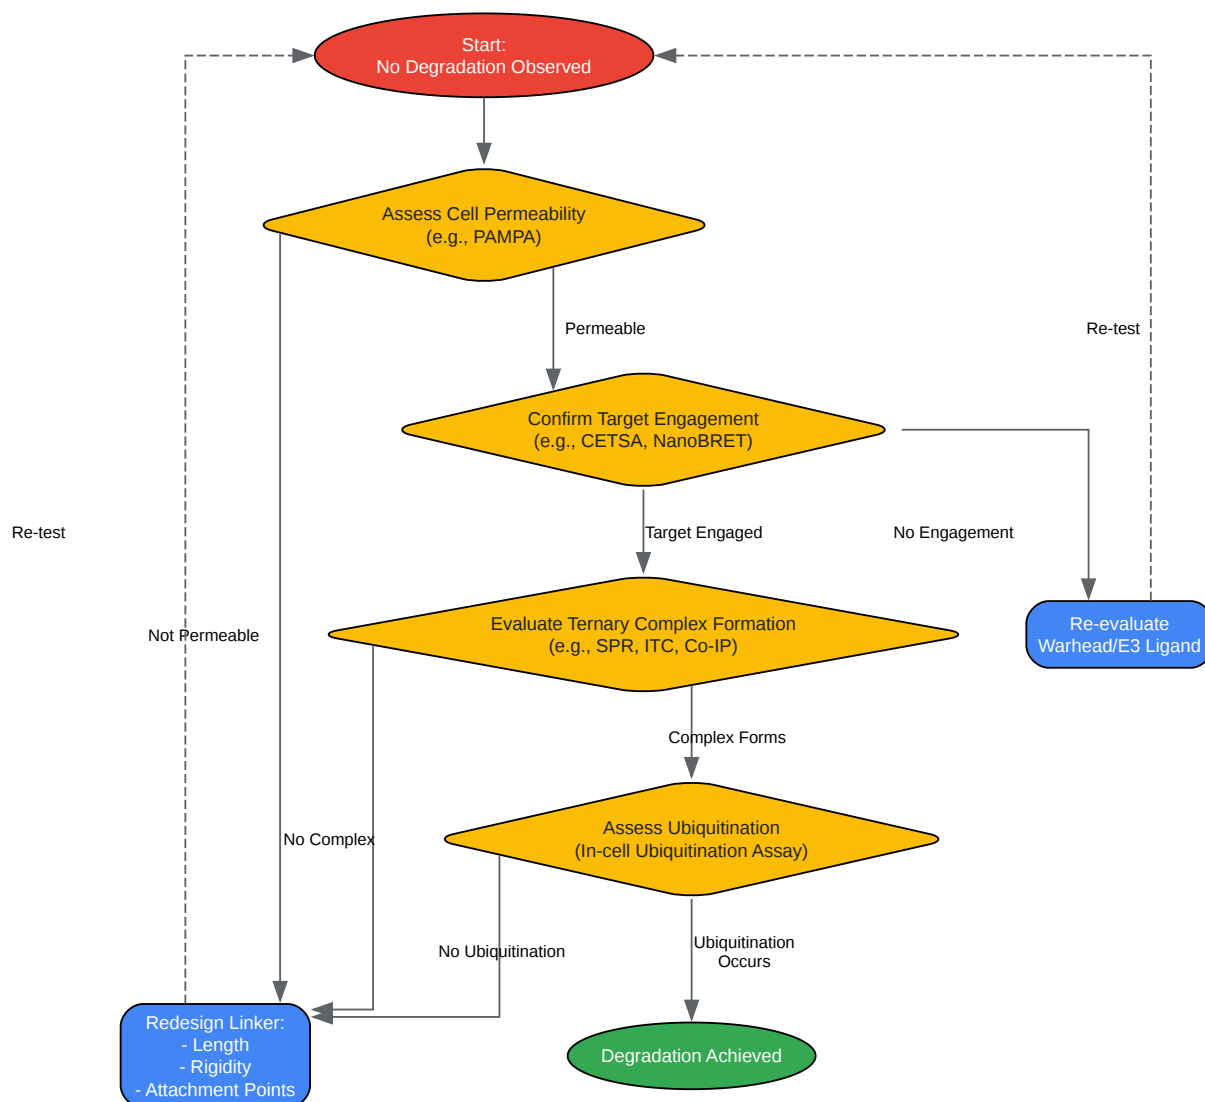 Start:
No Degradation Observed
Assess Cell Permeability
(e.g., PAMPA)
Permeable
Re-test
Confirm Target Engagement
(e.g., CETSA, NanoBRET)
Re-test
Target Engaged
No Engagement
Evaluate Ternary Complex Formation
(e.g., SPR, ITC, Co-IP)
Re-evaluate
Warhead/E3 Ligand
Not Permeable
Complex Forms
Assess Ubiquitination
(In-cell Ubiquitination Assay)
No Complex
No Ubiquitination
Ubiquitination
Occurs
Redesign Linker:
- Length
- Rigidity
- Attachment Points
Degradation Achieved